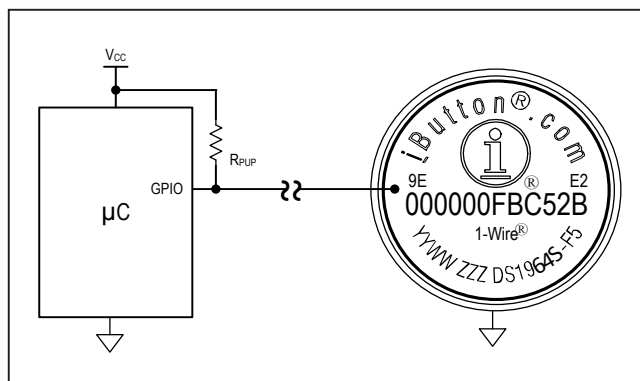 VCC
RPUP
GPIO
µC
iButton®.com
i
9E
E2
000000FBC52B®
1-Wire®
YYWW ZZZ DS1964S-F5